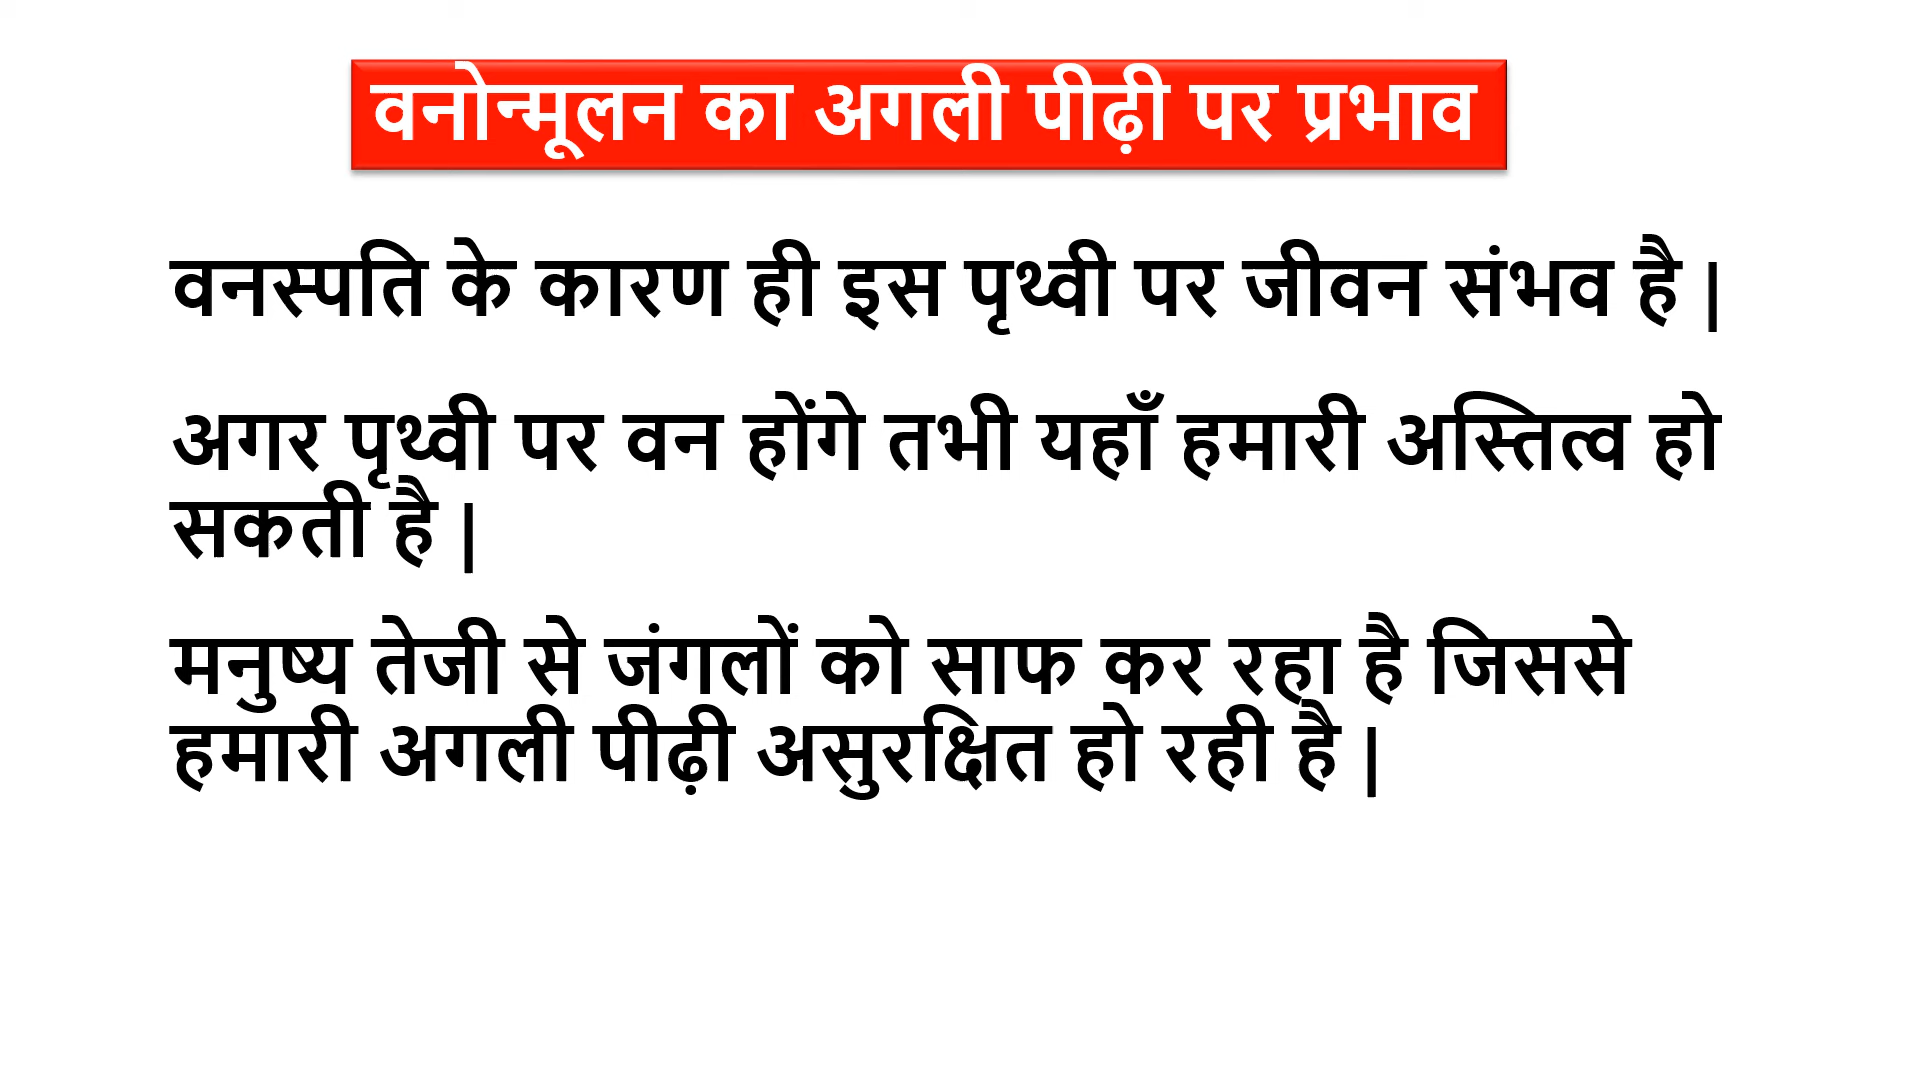 वनोन्मूलन का अगली पीढ़ी पर प्रभाव
वनस्पति के कारण ही इस पृथ्वी पर जीवन संभव है |
अगर पृथ्वी पर वन होंगे तभी यहाँ हमारी अस्तित्व हो
सकती है |
मनुष्य तेजी से जंगलों को साफ कर रहा है जिससे
हमारी अगली पीढ़ी असुरक्षित हो रही है |